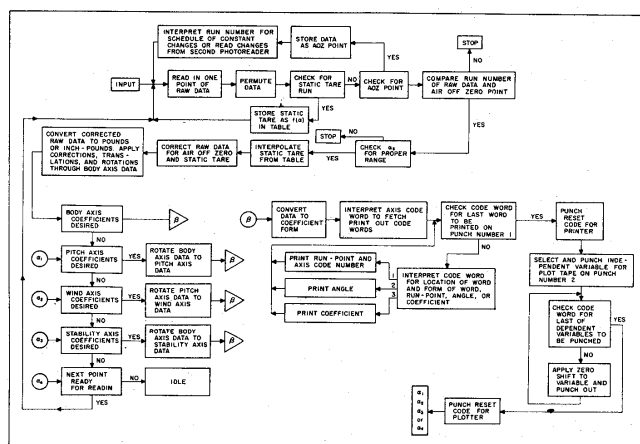 INTERPRET RUN NUMBER FOR
SCHEDULE OF CONSTANT
CHANGES OR READ CHANGES
FROM SECOND PHOTOREADER
STORE DATA
AS AOZ POINT
STOP
YES
NO
INPUT
READ IN ONE
POINT OF
RAW DATA
PERMUTE
DATA
CHECK FOR
STATIC TARE
RUN
NO
CHECK FOR
AOZ POINT
NO
COMPARE RUN NUMBER
OF RAW DATA AND
AIR OFF ZERO POINT
YES
YES
STORE STATIC
TARE AS f(α)
IN TABLE
STOP
NO
CONVERT CORRECTED
RAW DATA TO POUNDS
OR INCH-POUNDS. APPLY
CORRECTIONS, TRANS-
LATIONS, AND ROTATIONS
THROUGH BODY AXIS DATA
CORRECT RAW DATA
FOR AIR OFF ZERO
AND STATIC TARE
INTERPOLATE
STATIC TARE
FROM TABLE
YES
CHECK αs
FOR PROPER
RANGE
BODY AXIS
COEFFICIENTS
DESIRED
β
NO
α1
PITCH AXIS
COEFFICIENTS
DESIRED
YES
ROTATE BODY
AXIS DATA TO
PITCH AXIS
DATA
β
NO
α2
WIND AXIS
COEFFICIENTS
DESIRED
YES
ROTATE PITCH
AXIS DATA TO
WIND AXIS
DATA
β
NO
α3
STABILITY AXIS
COEFFICIENTS
DESIRED
YES
ROTATE BODY
AXIS DATA TO
STABILITY AXIS
DATA
β
NO
α4
NEXT POINT
READY
FOR READIN
NO
IDLE
YES
β
CONVERT
DATA TO
COEFFICIENT
FORM
INTERPRET AXIS CODE
WORD TO FETCH
PRINT OUT CODE
WORDS
CHECK CODE WORD
FOR LAST WORD
TO BE
PRINTED ON
PUNCH NUMBER 1
YES
PUNCH
RESET
CODE FOR
PRINTER
NO
PRINT RUN-POINT AND
AXIS CODE NUMBER
PRINT ANGLE
PRINT COEFFICIENT
1
2
3
INTERPRET CODE WORD
FOR LOCATION OF WORD
AND FORM OF WORD,
RUN-POINT, ANGLE, OR
COEFFICIENT
SELECT AND PUNCH INDE-
PENDENT VARIABLE FOR
PLOT TAPE ON PUNCH
NUMBER 2
CHECK CODE
WORD FOR
LAST OF
DEPENDENT
VARIABLES TO
BE PUNCHED
YES
NO
APPLY ZERO
SHIFT TO
VARIABLE AND
PUNCH OUT
PUNCH RESET
CODE FOR
PLOTTER
α1
α2
α3
or
α4